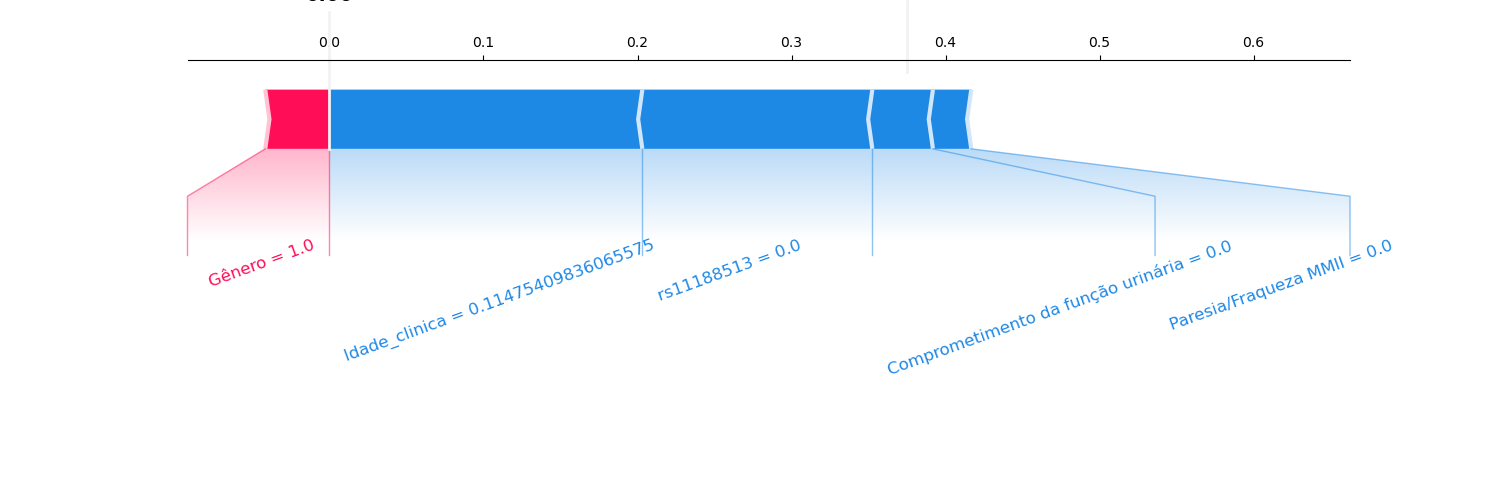 0.0 0.1 0.2 0.3 0.4 0.5 0.6
Gênero = 1.0
Idade_clinica = 0.11475409836065575
rs11188513 = 0.0
Comprometimento da função urinária = 0.0
Paresia/Fraqueza MMII = 0.0